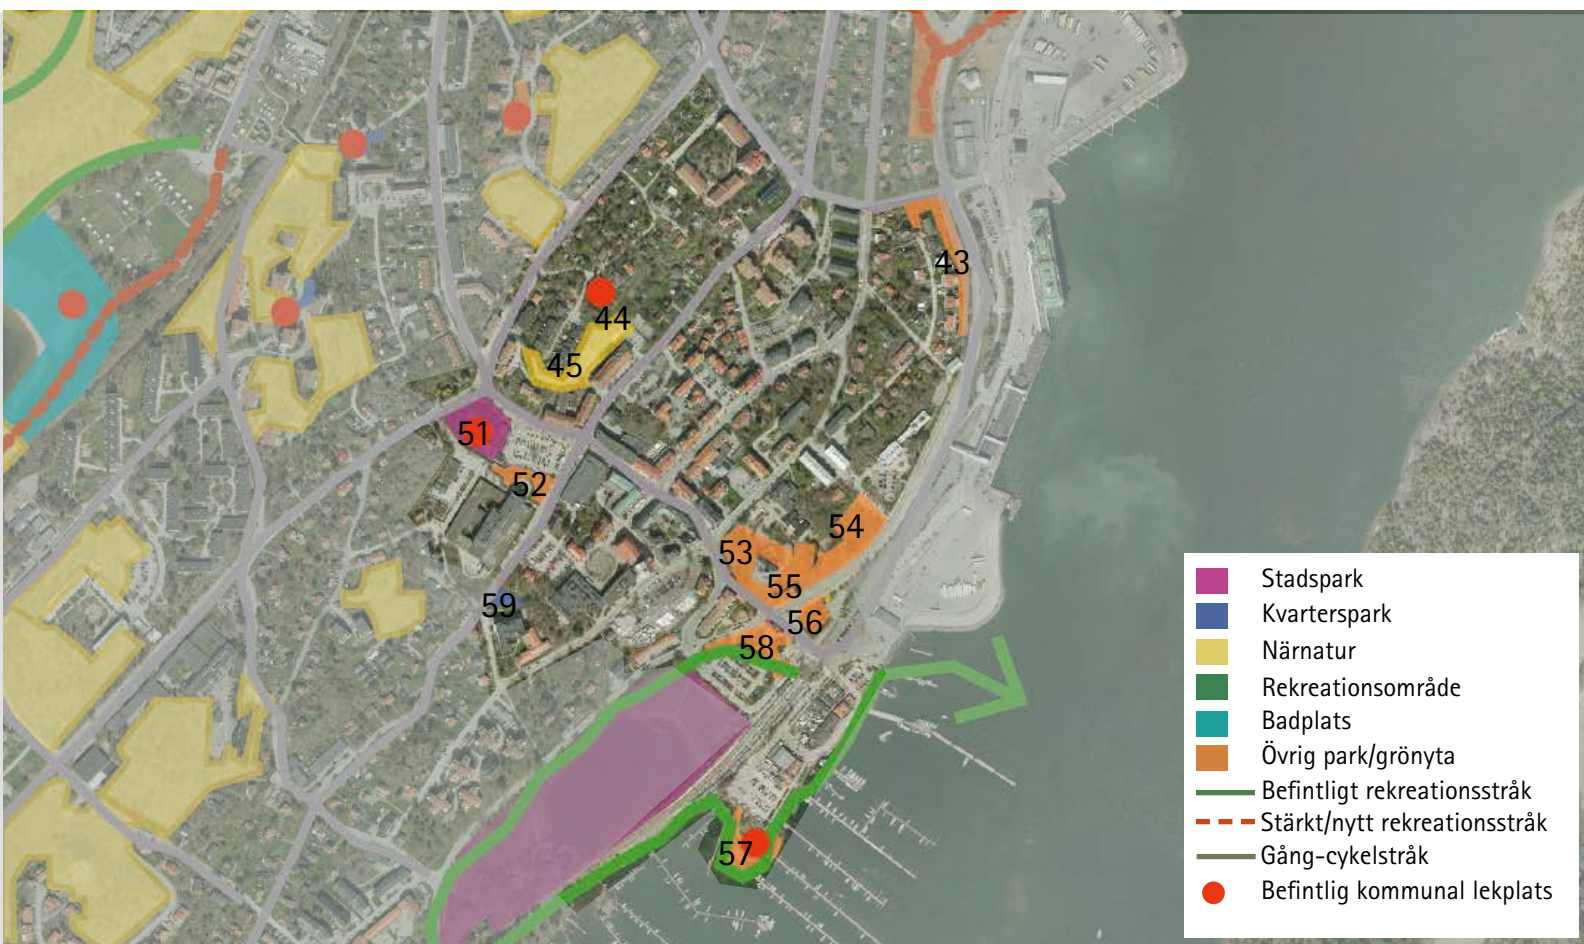 43
44
45
51
52
54
53
55
59
56
58
57
Stadspark
Kvarterspark
Närnatur
Rekreationsområde
Badplats
Övrig park/grönyta
Befintligt rekreationsstråk
Stärkt/nytt rekreationsstråk
Gång-cykelstråk
Befintlig kommunal lekplats